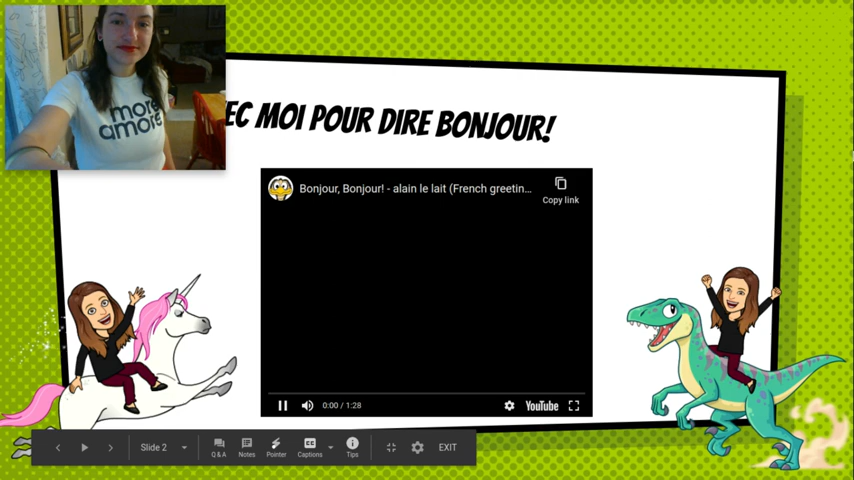 more
amore
EC MOI POUR DIRE BONJOUR!
Bonjour, Bonjour! - alain le lait (French greetin...
Copy link
0:00 / 1:28
YouTube
Slide 2
Q & A
Notes
Pointer
CC
Captions
Tips
EXIT